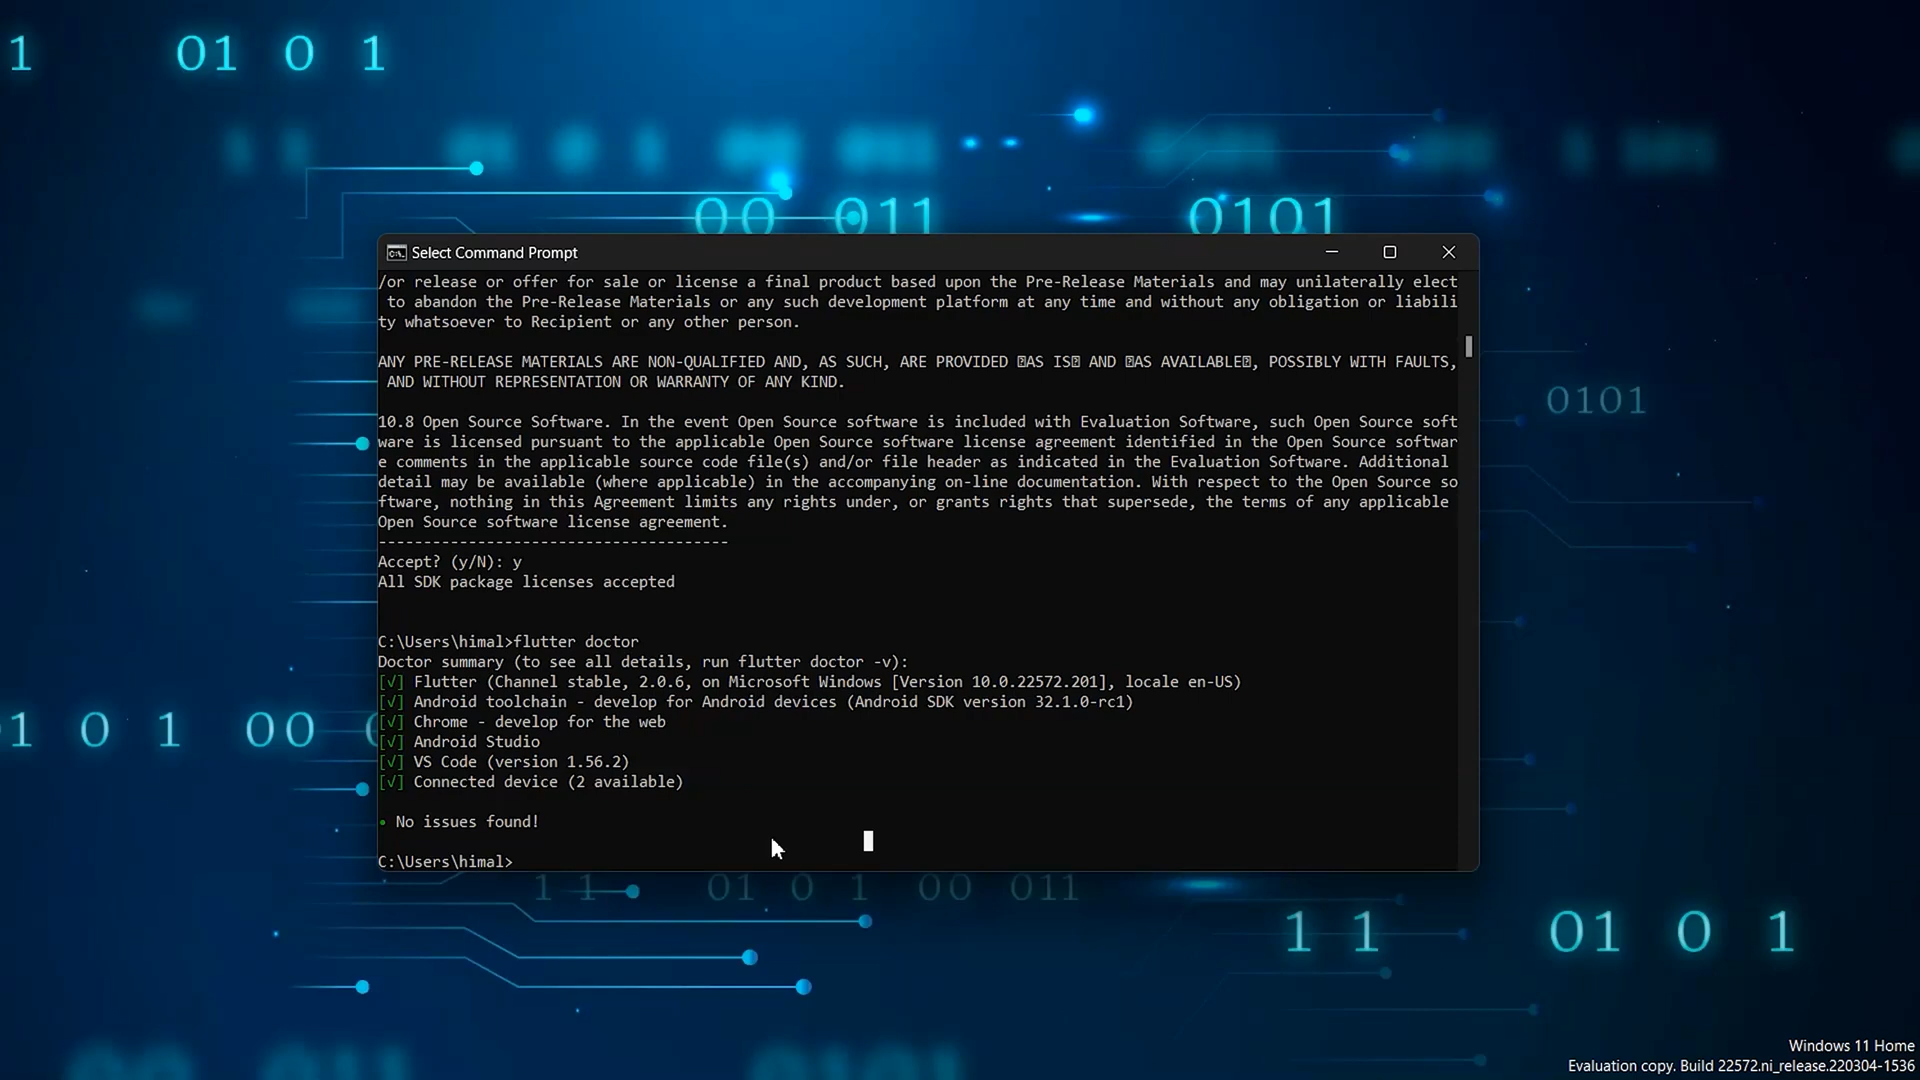 1 01 0 1
00 011 0101
Select Command Prompt
/or release or offer for sale or license a final product based upon the Pre-Release Materials and may unilaterally elect
to abandon the Pre-Release Materials or any such development platform at any time and without any obligation or liabili
ty whatsoever to Recipient or any other person.
ANY PRE-RELEASE MATERIALS ARE NON-QUALIFIED AND, AS SUCH, ARE PROVIDED �AS IS� AND �AS AVAILABLE�, POSSIBLY WITH FAULTS,
AND WITHOUT REPRESENTATION OR WARRANTY OF ANY KIND.
0101
10.8 Open Source Software. In the event Open Source software is included with Evaluation Software, such Open Source soft
ware is licensed pursuant to the applicable Open Source software license agreement identified in the Open Source softwar
e comments in the applicable source code file(s) and/or file header as indicated in the Evaluation Software. Additional
detail may be available (where applicable) in the accompanying on-line documentation. With respect to the Open Source so
ftware, nothing in this Agreement limits any rights under, or grants rights that supersede, the terms of any applicable
Open Source software license agreement.
---------------------------------------
Accept? (y/N): y
All SDK package licenses accepted
C:\Users\himal>flutter doctor
Doctor summary (to see all details, run flutter doctor -v):
[√] Flutter (Channel stable, 2.0.6, on Microsoft Windows [Version 10.0.22572.201], locale en-US)
[√] Android toolchain - develop for Android devices (Android SDK version 32.1.0-rc1)
[√] Chrome - develop for the web
[√] Android Studio
[√] VS Code (version 1.56.2)
[√] Connected device (2 available)
01 0 1 00
• No issues found!
C:\Users\himal>
1 1 01 0 1 00 011
1 1 01 0 1
Windows 11 Home
Evaluation copy. Build 22572.ni_release.220304-1536